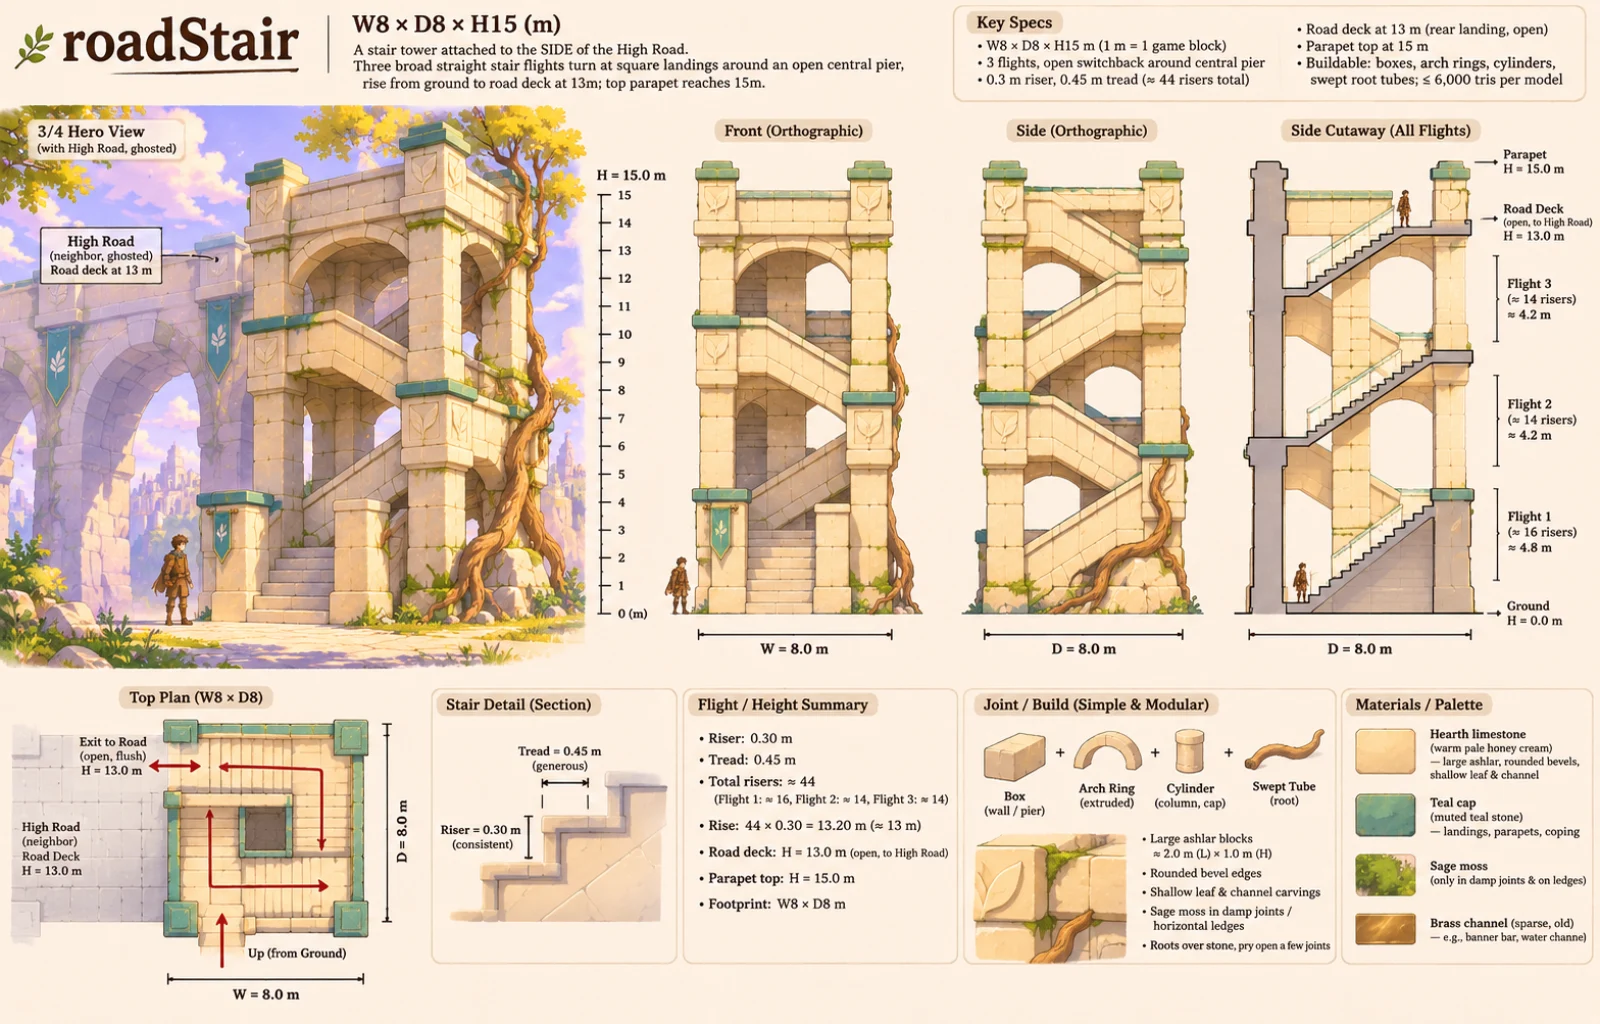 roadStair
W8 × D8 × H15 (m)
A stair tower attached to the SIDE of the High Road.
Three broad straight stair flights turn at square landings around an open central pier,
rise from ground to road deck at 13m; top parapet reaches 15m.
Key Specs
• W8 × D8 × H15 m (1 m = 1 game block)
• 3 flights, open switchback around central pier
• 0.3 m riser, 0.45 m tread (≈ 44 risers total)
• Road deck at 13 m (rear landing, open)
• Parapet top at 15 m
• Buildable: boxes, arch rings, cylinders,
swept root tubes; ≤ 6,000 tris per model
3/4 Hero View
(with High Road, ghosted)
High Road
(neighbor, ghosted)
Road deck at 13 m
H = 15.0 m
15
14
13
12
11
10
9
8
7
6
5
4
3
2
1
0 (m)
Front (Orthographic)
W = 8.0 m
Side (Orthographic)
D = 8.0 m
Side Cutaway (All Flights)
Parapet
H = 15.0 m
Road Deck
(open, to High Road)
H = 13.0 m
Flight 3
(≈ 14 risers)
≈ 4.2 m
Flight 2
(≈ 14 risers)
≈ 4.2 m
Flight 1
(≈ 16 risers)
≈ 4.8 m
Ground
H = 0.0 m
D = 8.0 m
Top Plan (W8 × D8)
Exit to Road
(open, flush)
H = 13.0 m
High Road
(neighbor)
Road Deck
H = 13.0 m
D = 8.0 m
Up (from Ground)
W = 8.0 m
Stair Detail (Section)
Tread = 0.45 m
(generous)
Riser = 0.30 m
(consistent)
Flight / Height Summary
• Riser: 0.30 m
• Tread: 0.45 m
• Total risers: ≈ 44
(Flight 1: ≈ 16, Flight 2: ≈ 14, Flight 3: ≈ 14)
• Rise: 44 × 0.30 = 13.20 m (≈ 13 m)
• Road deck: H = 13.0 m (open, to High Road)
• Parapet top: H = 15.0 m
• Footprint: W8 × D8 m
Joint / Build (Simple & Modular)
+
+
+
Box
(wall / pier)
Arch Ring
(extruded)
Cylinder
(column, cap)
Swept Tube
(root)
• Large ashlar blocks
≈ 2.0 m (L) × 1.0 m (H)
• Rounded bevel edges
• Shallow leaf & channel carvings
• Sage moss in damp joints /
horizontal ledges
• Roots over stone, pry open a few joints
Materials / Palette
Hearth limestone
(warm pale honey cream)
— large ashlar, rounded bevels,
shallow leaf & channel
Teal cap
(muted teal stone)
— landings, parapets, coping
Sage moss
(only in damp joints & on ledges)
Brass channel (sparse, old)
— e.g., banner bar, water channe)